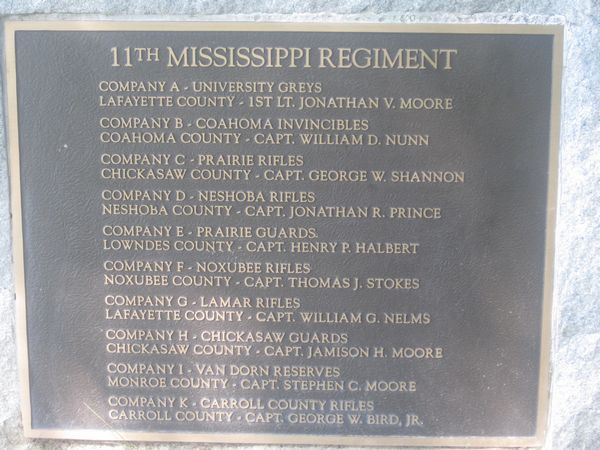 11TH MISSISSIPPI REGIMENT
COMPANY A - UNIVERSITY GREYS
LAFAYETTE COUNTY - 1ST LT. JONATHAN V. MOORE
COMPANY B - COAHOMA INVINCIBLES
COAHOMA COUNTY - CAPT. WILLIAM D. NUNN
COMPANY C - PRAIRIE RIFLES
CHICKASAW COUNTY - CAPT. GEORGE W. SHANNON
COMPANY D - NESHOBA RIFLES
NESHOBA COUNTY - CAPT. JONATHAN R. PRINCE
COMPANY E - PRAIRIE GUARDS.
LOWNDES COUNTY - CAPT. HENRY P. HALBERT
COMPANY F - NOXUBEE RIFLES
NOXUBEE COUNTY - CAPT. THOMAS J. STOKES
COMPANY G - LAMAR RIFLES
LAFAYETTE COUNTY - CAPT. WILLIAM G. NELMS
COMPANY H - CHICKASAW GUARDS
CHICKASAW COUNTY - CAPT. JAMISON H. MOORE
COMPANY I - VAN DORN RESERVES
MONROE COUNTY - CAPT. STEPHEN C. MOORE
COMPANY K - CARROLL COUNTY RIFLES
CARROLL COUNTY - CAPT. GEORGE W. BIRD, JR.